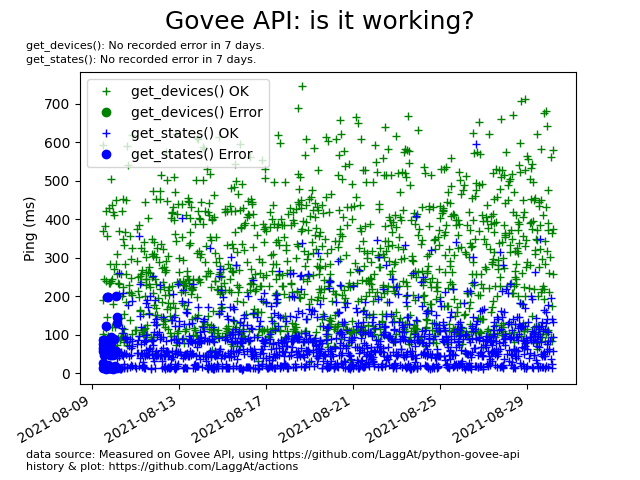 Govee API: is it working?
get_devices(): No recorded error in 7 days.
get_states(): No recorded error in 7 days.
get_devices() OK
get_devices() Error
get_states() OK
get_states() Error
Ping (ms)
700
600
500
400
300
200
100
0
2021-08-09
2021-08-13
2021-08-17
2021-08-21
2021-08-25
2021-08-29
data source: Measured on Govee API, using https://github.com/LaggAt/python-govee-api
history & plot: https://github.com/LaggAt/actions